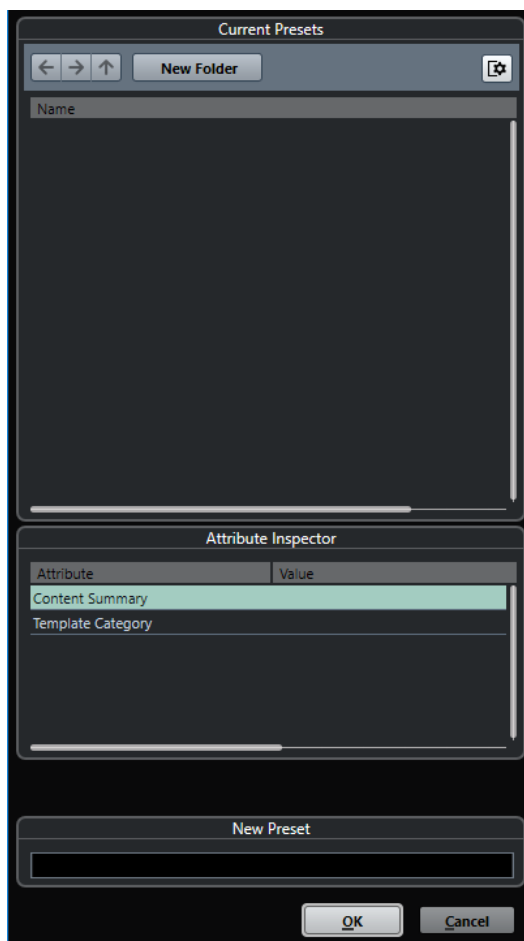 Current Presets
New Folder
Name
Attribute Inspector
Attribute Value
Content Summary
Template Category
New Preset
OK Cancel